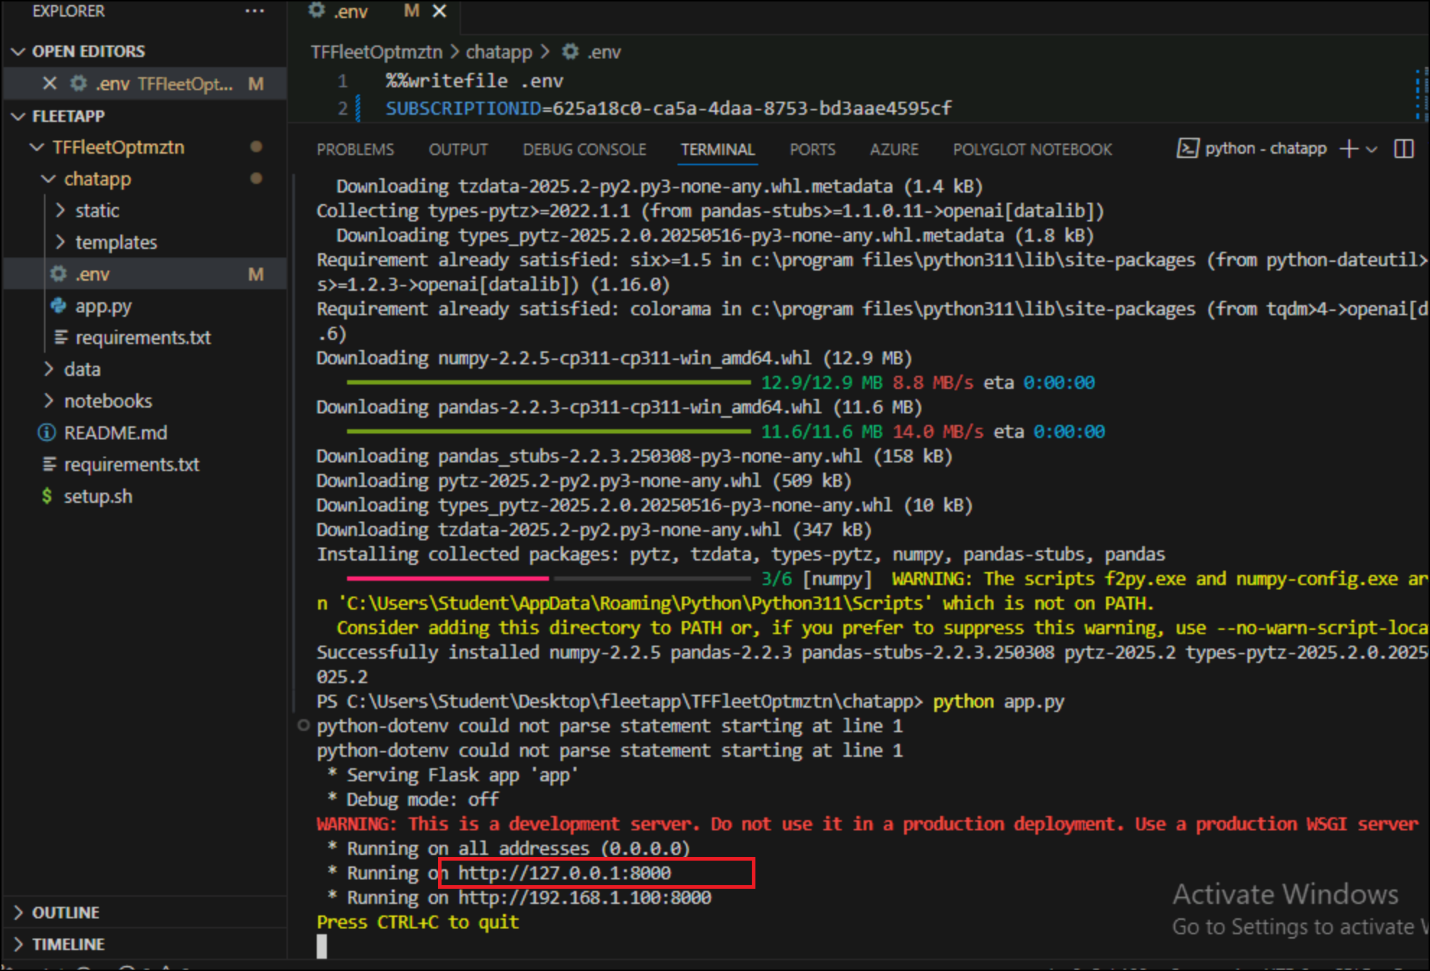 EXPLORER
OPEN EDITORS
.env TFFleetOpt... M
FLEETAPP
TFFleetOptmztn
chatapp
static
templates
.env M
app.py
requirements.txt
data
notebooks
README.md
requirements.txt
$ setup.sh
OUTLINE
TIMELINE
.env M
TFFleetOptmztn > chatapp > .env
1 %%writefile .env
2 SUBSCRIPTIONID=625a18c0-ca5a-4daa-8753-bd3aae4595cf
PROBLEMS OUTPUT DEBUG CONSOLE TERMINAL PORTS AZURE POLYGLOT NOTEBOOK python - chatapp
Downloading tzdata-2025.2-py2.py3-none-any.whl.metadata (1.4 kB)
Collecting types-pytz>=2022.1.1 (from pandas-stubs>=1.1.0.11->openai[datalib])
Downloading types_pytz-2025.2.0.20250516-py3-none-any.whl.metadata (1.8 kB)
Requirement already satisfied: six>=1.5 in c:\program files\python311\lib\site-packages (from python-dateutil>
s>=1.2.3->openai[datalib]) (1.16.0)
Requirement already satisfied: colorama in c:\program files\python311\lib\site-packages (from tqdm>4->openai[d
.6)
Downloading numpy-2.2.5-cp311-cp311-win_amd64.whl (12.9 MB)
12.9/12.9 MB 8.8 MB/s eta 0:00:00
Downloading pandas-2.2.3-cp311-cp311-win_amd64.whl (11.6 MB)
11.6/11.6 MB 14.0 MB/s eta 0:00:00
Downloading pandas_stubs-2.2.3.250308-py3-none-any.whl (158 kB)
Downloading pytz-2025.2-py2.py3-none-any.whl (509 kB)
Downloading types_pytz-2025.2.0.20250516-py3-none-any.whl (10 kB)
Downloading tzdata-2025.2-py2.py3-none-any.whl (347 kB)
Installing collected packages: pytz, tzdata, types-pytz, numpy, pandas-stubs, pandas
3/6 [numpy] WARNING: The scripts f2py.exe and numpy-config.exe ar
n 'C:\Users\Student\AppData\Roaming\Python\Python311\Scripts' which is not on PATH.
Consider adding this directory to PATH or, if you prefer to suppress this warning, use --no-warn-script-loca
Successfully installed numpy-2.2.5 pandas-2.2.3 pandas-stubs-2.2.3.250308 pytz-2025.2 types-pytz-2025.2.0.2025
025.2
PS C:\Users\Student\Desktop\fleetapp\TFFleetOptmztn\chatapp> python app.py
python-dotenv could not parse statement starting at line 1
python-dotenv could not parse statement starting at line 1
* Serving Flask app 'app'
* Debug mode: off
WARNING: This is a development server. Do not use it in a production deployment. Use a production WSGI server
* Running on all addresses (0.0.0.0)
* Running on http://127.0.0.1:8000
* Running on http://192.168.1.100:8000
Press CTRL+C to quit
Activate Windows
Go to Settings to activate W